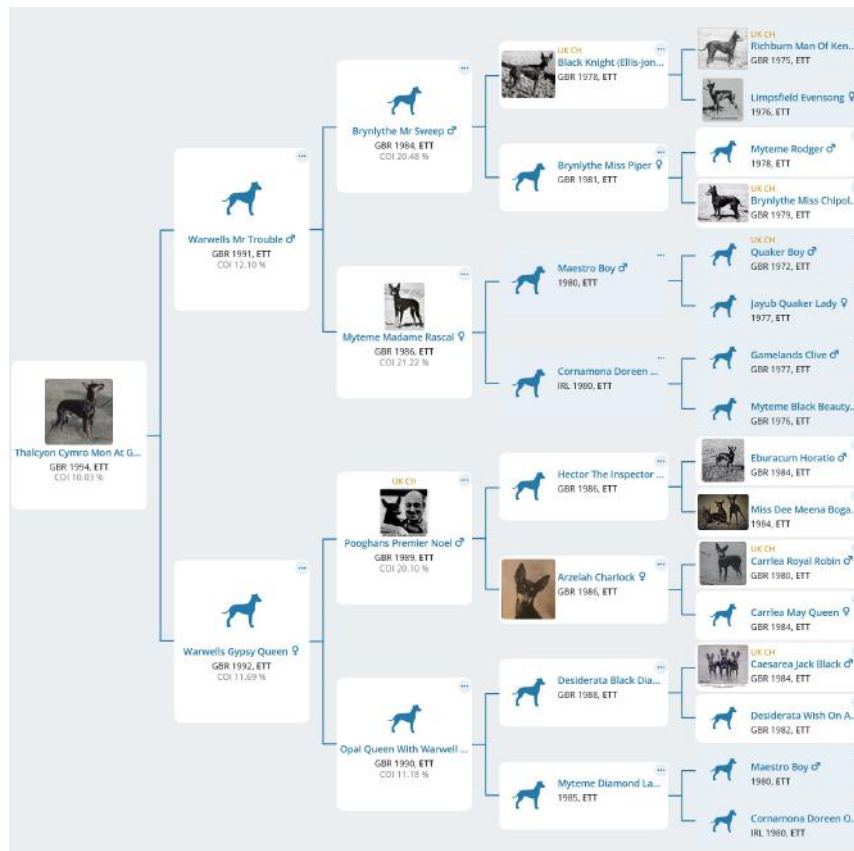 Thalcyon Cymro Mon At G...
GBR 1994, ETT
COI 10.03 %
Warwells Mr Trouble ♂
GBR 1991, ETT
COI 12.10 %
Warwells Gypsy Queen ♀
GBR 1992, ETT
COI 11.69 %
Brynlythe Mr Sweep ♂
GBR 1984, ETT
COI 20.48 %
Myteme Madame Rascal ♀
GBR 1986, ETT
COI 21.22 %
UK CH
Pooghans Premier Noel ♂
GBR 1989, ETT
COI 20.10 %
Opal Queen With Warwell ...
GBR 1990, ETT
COI 11.18 %
UK CH
Black Knight (Ellis-Jon...
GBR 1978, ETT
Brynlythe Miss Piper ♀
GBR 1981, ETT
Maestro Boy ♂
1980, ETT
Cornamona Doreen ...
IRL 1980, ETT
Hector The Inspector ...
GBR 1986, ETT
Arzelah Charlock ♀
GBR 1986, ETT
Desiderata Black Dia...
GBR 1988, ETT
Myteme Diamond La...
1985, ETT
UK CH
Richburn Man Of Ken...
GBR 1975, ETT
Limpsfield Evensong ♀
1976, ETT
Myteme Rodger ♂
1978, ETT
UK CH
Brynlythe Miss Chipol...
GBR 1979, ETT
UK CH
Quaker Boy ♂
GBR 1972, ETT
Jayub Quaker Lady ♀
1977, ETT
Gamelands Clive ♂
GBR 1977, ETT
Myteme Black Beauty...
GBR 1976, ETT
Eburacum Horatio ♂
GBR 1984, ETT
Miss Dee Meena Boga...
1984, ETT
UK CH
Carrlea Royal Robin ♂
GBR 1980, ETT
Carrlea May Queen ♀
GBR 1984, ETT
UK CH
Caesarea Jack Black ♂
GBR 1984, ETT
Desiderata Wish On A...
GBR 1982, ETT
Maestro Boy ♂
1980, ETT
Cornamona Doreen O...
IRL 1980, ETT